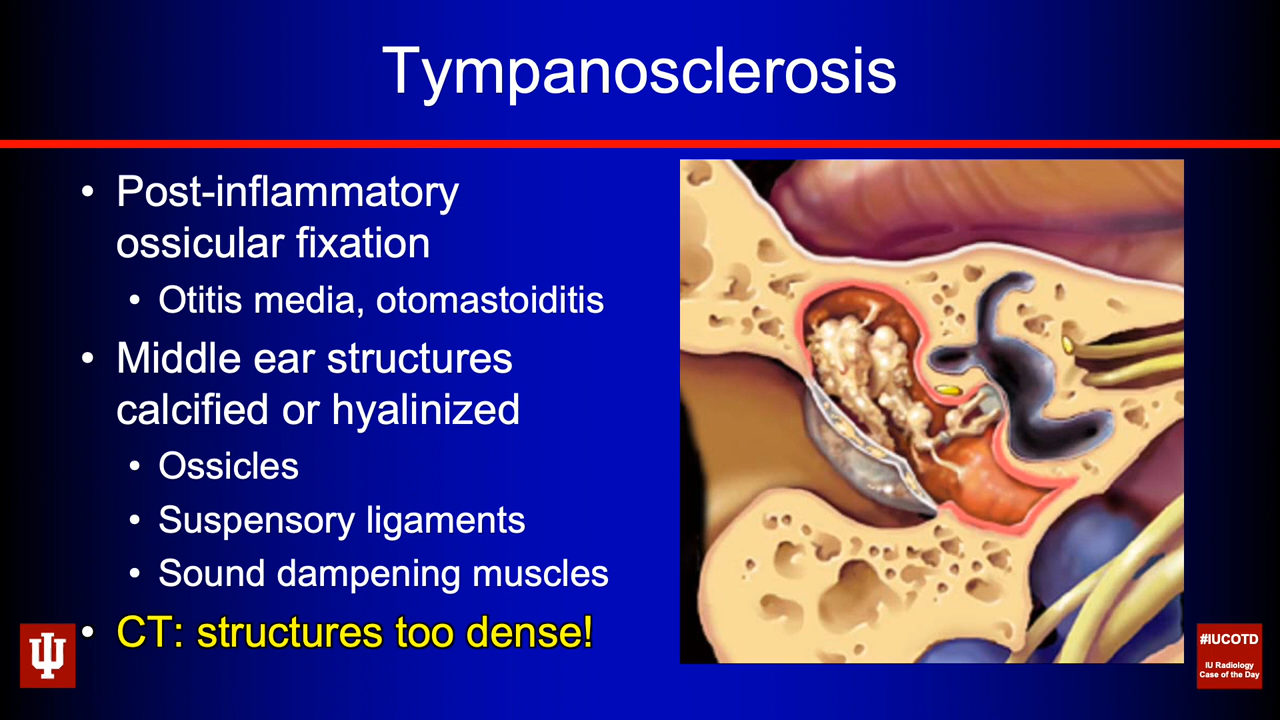 Tympanosclerosis
• Post-inflammatory
ossicular fixation
• Otitis media, otomastoiditis
• Middle ear structures
calcified or hyalinized
• Ossicles
• Suspensory ligaments
• Sound dampening muscles
• CT: structures too dense!
#IUCOTD
IU Radiology
Case of the Day